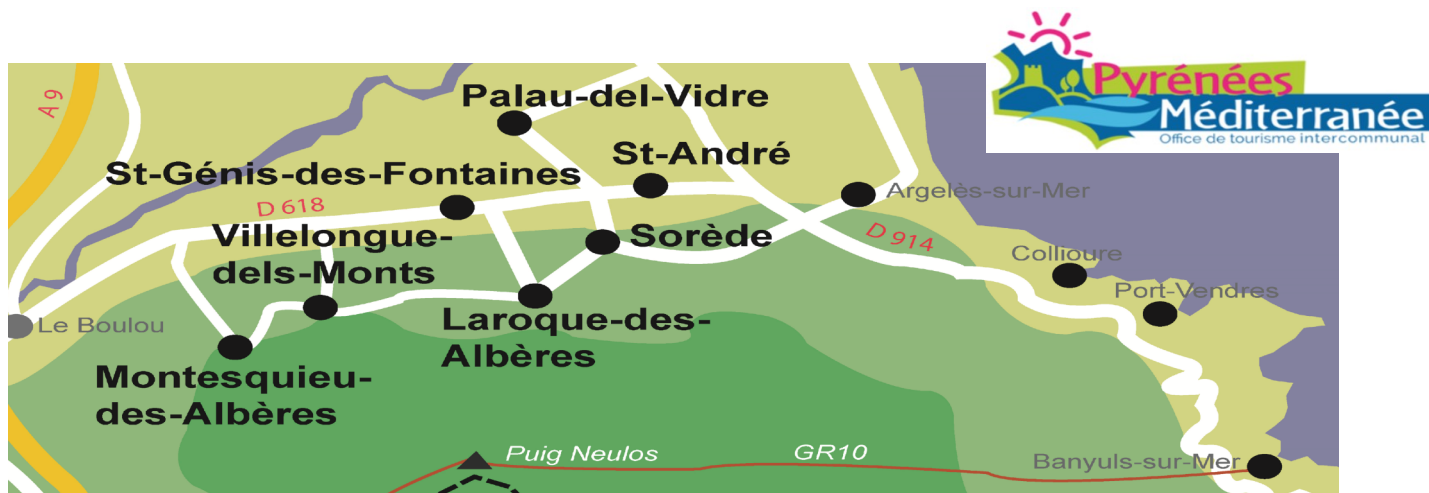 Pyrénées
Méditerranée
Office de tourisme intercommunal
A 9
Palau-del-Vidre
St-André
St-Génis-des-Fontaines
Argelès-sur-Mer
D 618
Villelongue-
dels-Monts
Sorède
D 914
Collioure
Port-Vendres
Le Boulou
Laroque-des-
Albères
Montesquieu-
des-Albères
Puig Neulos
GR10
Banyuls-sur-Mer